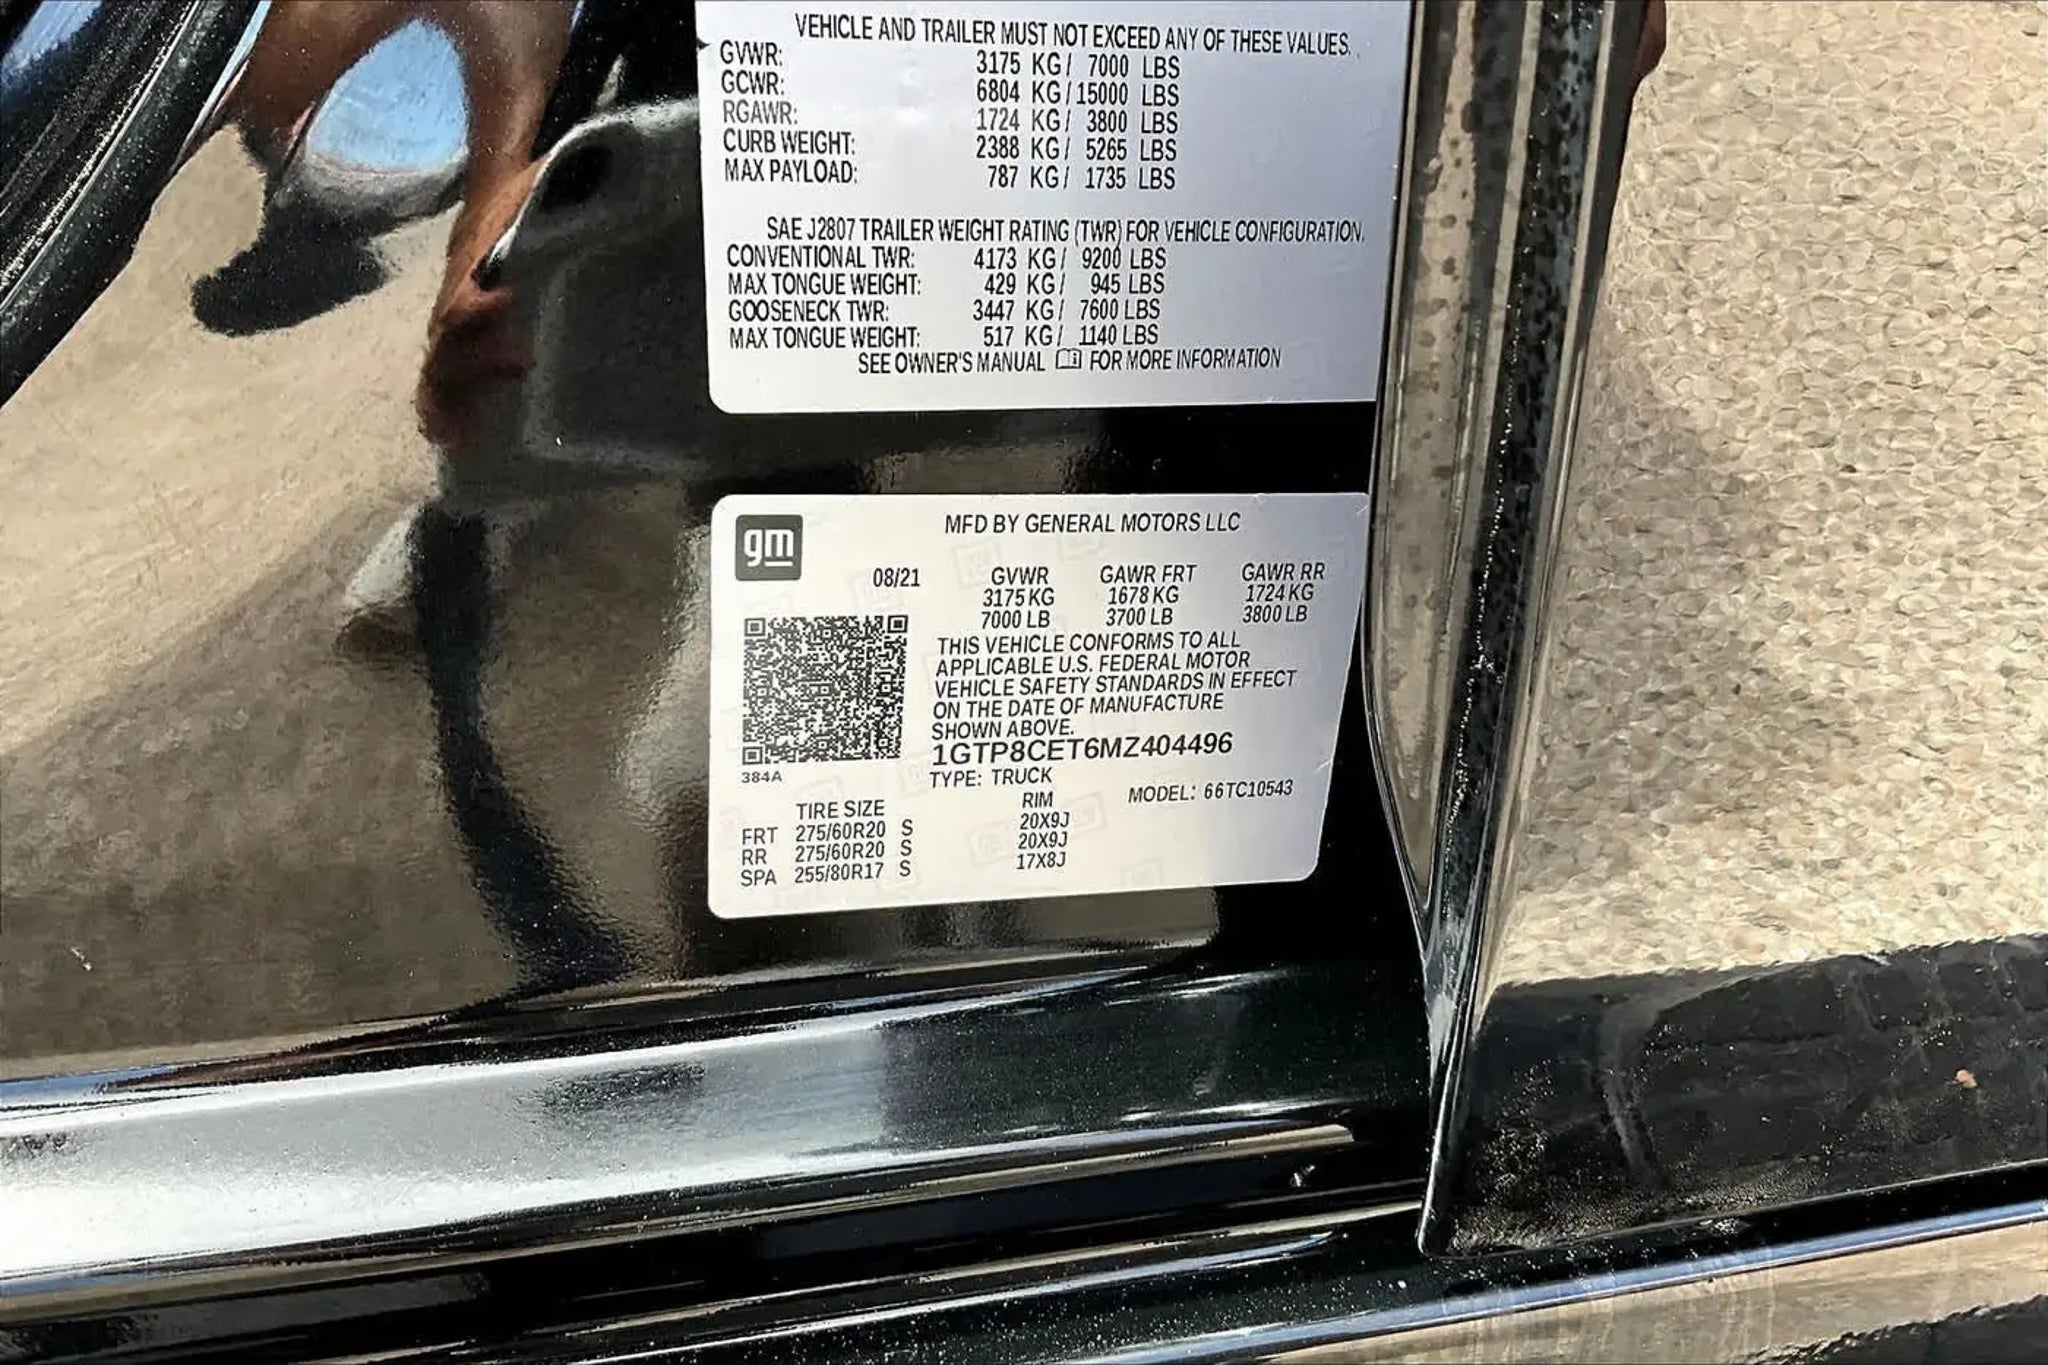 VEHICLE AND TRAILER MUST NOT EXCEED ANY OF THESE VALUES.
GVWR: 3175 KG/ 7000 LBS
GCWR: 6804 KG/15000 LBS
RGAWR: 1724 KG/ 3800 LBS
CURB WEIGHT: 2388 KG/ 5265 LBS
MAX PAYLOAD: 787 KG/ 1735 LBS
SAE J2807 TRAILER WEIGHT RATING (TWR) FOR VEHICLE CONFIGURATION.
CONVENTIONAL TWR: 4173 KG/ 9200 LBS
MAX TONGUE WEIGHT: 429 KG/ 945 LBS
GOOSENECK TWR: 3447 KG/ 7600 LBS
MAX TONGUE WEIGHT: 517 KG/ 1140 LBS
SEE OWNER'S MANUAL FOR MORE INFORMATION
gm
MFD BY GENERAL MOTORS LLC
08/21 GVWR GAWR FRT GAWR RR
3175 KG 1678 KG 1724 KG
7000 LB 3700 LB 3800 LB
THIS VEHICLE CONFORMS TO ALL
APPLICABLE U.S. FEDERAL MOTOR
VEHICLE SAFETY STANDARDS IN EFFECT
ON THE DATE OF MANUFACTURE
SHOWN ABOVE.
1GTP8CET6MZ404496
384A
TYPE: TRUCK
MODEL: 66TC10543
TIRE SIZE RIM
FRT 275/60R20 S 20X9J
RR 275/60R20 S 20X9J
SPA 255/80R17 S 17X8J